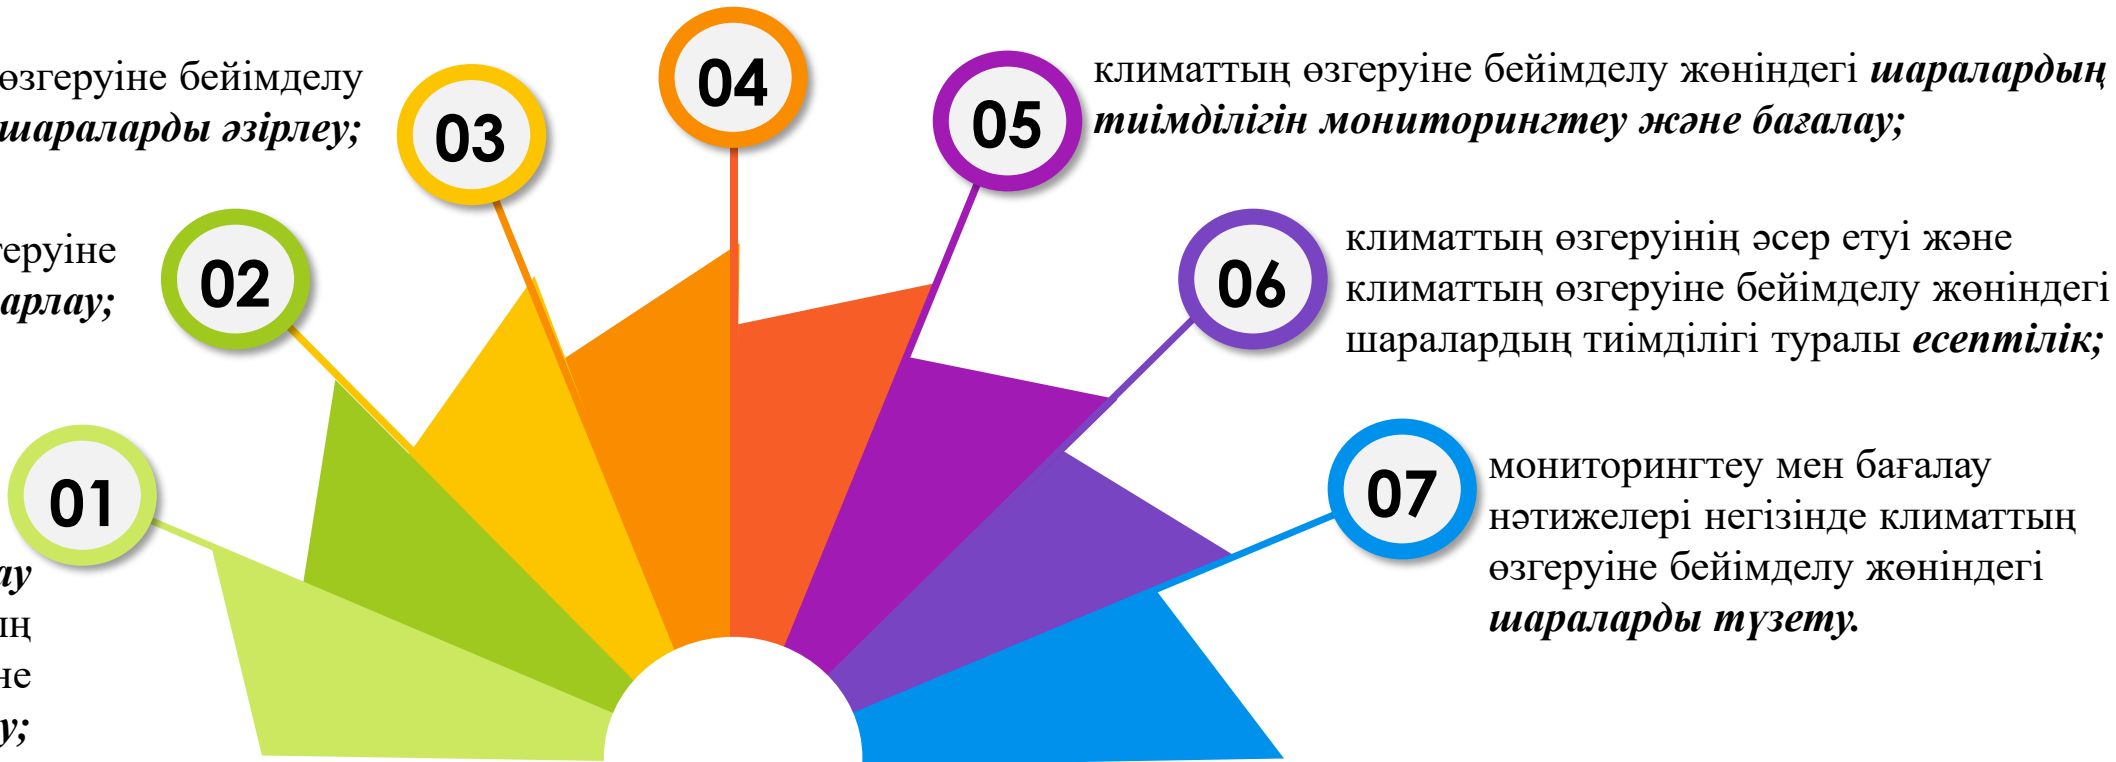 04
өзгеруіне бейімделу
шараларды әзірлеу;
03
05
климаттың өзгеруіне бейімделу жөніндегі шаралардың
тиімділігін мониторингтеу және бағалау;
02
06
климаттың өзгеруінің әсер етуі және
климаттың өзгеруіне бейімделу жөніндегі
шаралардың тиімділігі туралы есептілік;
01
07
мониторингтеу мен бағалау
нәтижелері негізінде климаттың
өзгеруіне бейімделу жөніндегі
шараларды түзету.